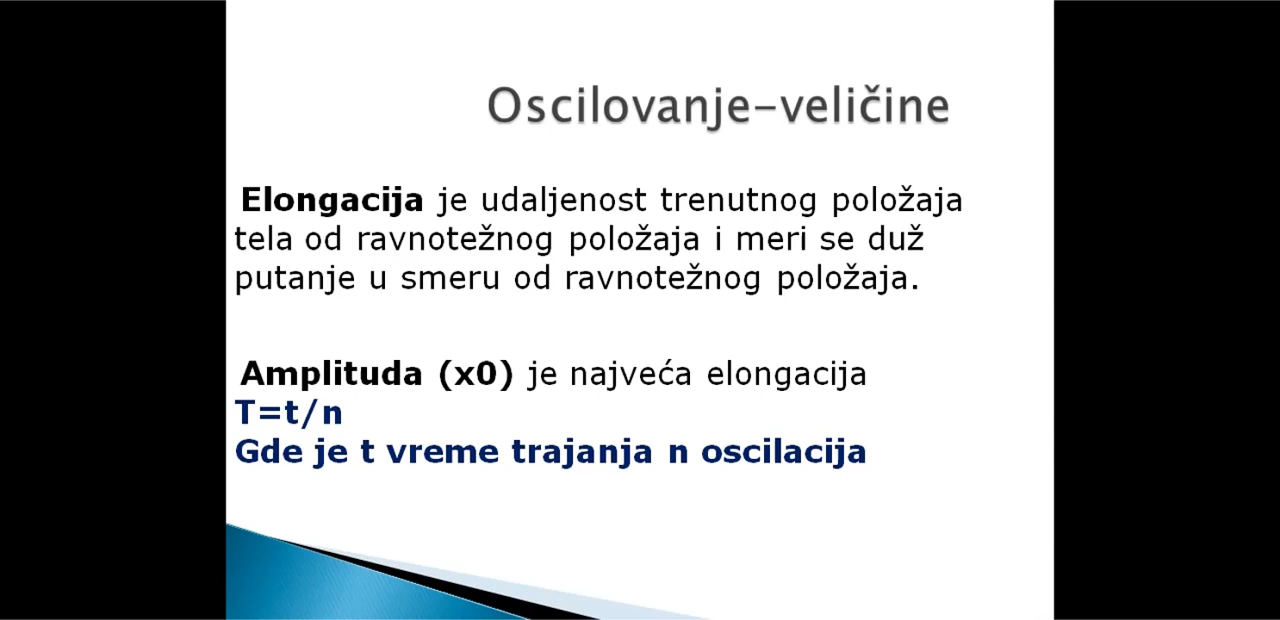 Oscilovanje-veličine
Elongacija je udaljenost trenutnog položaja
tela od ravnotežnog položaja i meri se duž
putanje u smeru od ravnotežnog položaja.
Amplituda (x0) je najveća elongacija
T=t/n
Gde je t vreme trajanja n oscilacija